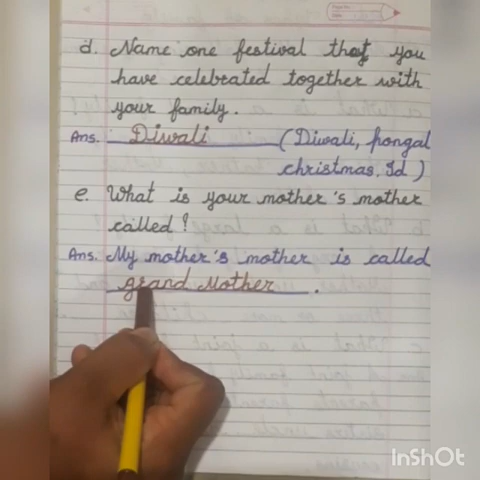 d. Name one festival that you
have celebrated together with
your family.
Ans. Diwali (Diwali, pongal
christmas, Id )
e. What is your mother's mother
called?
Ans. My mother's mother is called
grand Mother .
InShOt